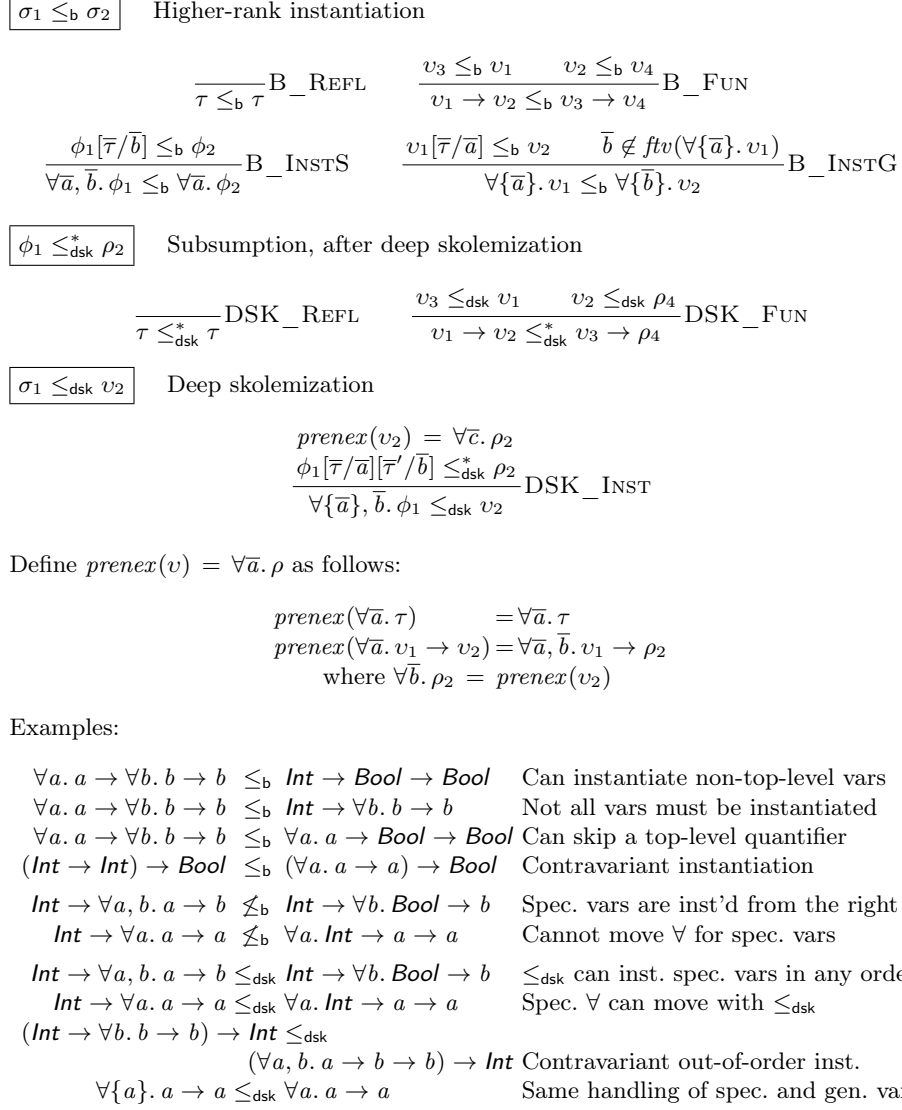 σ₁ ≤_b σ₂ Higher-rank instantiation
τ ≤_b τ B_Refl
υ₃ ≤_b υ₁ υ₂ ≤_b υ₄
υ₁ → υ₂ ≤_b υ₃ → υ₄ B_Fun
ϕ₁[τ̅/b̅] ≤_b ϕ₂
∀a̅, b̅. ϕ₁ ≤_b ∀a̅. ϕ₂ B_InstS
υ₁[τ̅/a̅] ≤_b υ₂ b̅ ∉ ftv(∀{a̅}. υ₁)
∀{a̅}. υ₁ ≤_b ∀{b̅}. υ₂ B_InstG
ϕ₁ ≤*_dsk ρ₂ Subsumption, after deep skolemization
τ ≤*_dsk τ DSK_Refl
υ₃ ≤_dsk υ₁ υ₂ ≤_dsk ρ₄
υ₁ → υ₂ ≤*_dsk υ₃ → ρ₄ DSK_Fun
σ₁ ≤_dsk υ₂ Deep skolemization
prenex(υ₂) = ∀c̅. ρ₂
ϕ₁[τ̅/a̅][τ̅′/b̅] ≤*_dsk ρ₂
∀{a̅}, b̅. ϕ₁ ≤_dsk υ₂ DSK_Inst
Define prenex(υ) = ∀a̅. ρ as follows:
prenex(∀a̅. τ) = ∀a̅. τ
prenex(∀a̅. υ₁ → υ₂) = ∀a̅, b̅. υ₁ → ρ₂
where ∀b̅. ρ₂ = prenex(υ₂)
Examples:
∀a. a → ∀b. b → b ≤_b Int → Bool → Bool Can instantiate non-top-level vars
∀a. a → ∀b. b → b ≤_b Int → ∀b. b → b Not all vars must be instantiated
∀a. a → ∀b. b → b ≤_b ∀a. a → Bool → Bool Can skip a top-level quantifier
(Int → Int) → Bool ≤_b (∀a. a → a) → Bool Contravariant instantiation
Int → ∀a, b. a → b ≰_b Int → ∀b. Bool → b Spec. vars are inst'd from the right
Int → ∀a. a → a ≰_b ∀a. Int → a → a Cannot move ∀ for spec. vars
Int → ∀a, b. a → b ≤_dsk Int → ∀b. Bool → b ≤_dsk can inst. spec. vars in any orde
Int → ∀a. a → a ≤_dsk ∀a. Int → a → a Spec. ∀ can move with ≤_dsk
(Int → ∀b. b → b) → Int ≤_dsk
(∀a, b. a → b → b) → Int Contravariant out-of-order inst.
∀{a}. a → a ≤_dsk ∀a. a → a Same handling of spec. and gen. va